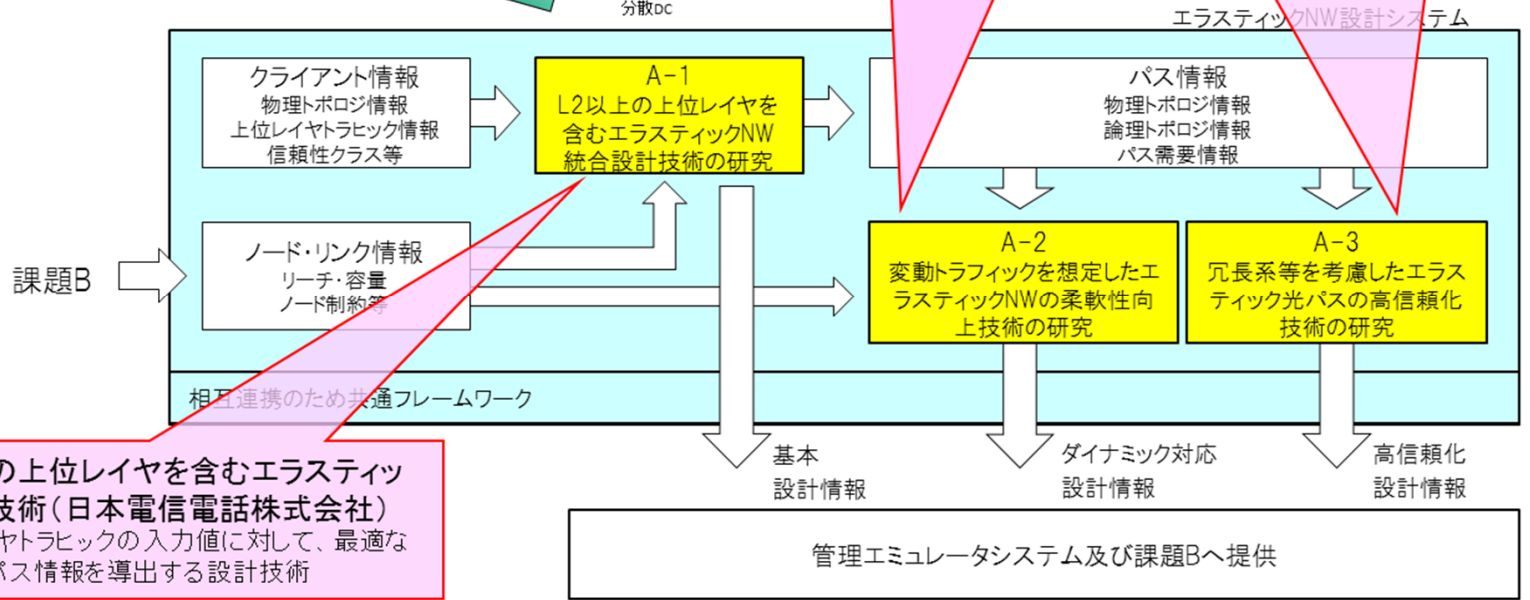 分散DC
エラスティックNW設計システム
クライアント情報
物理トポロジ情報
上位レイヤトラヒック情報
信頼性クラス等
A-1
L2以上の上位レイヤを
含むエラスティックNW
統合設計技術の研究
パス情報
物理トポロジ情報
論理トポロジ情報
パス需要情報
課題B
ノード・リンク情報
リーチ・容量
ノード制約等
A-2
変動トラフィックを想定したエ
ラスティックNWの柔軟性向
上技術の研究
A-3
冗長系等を考慮したエラス
ティック光パスの高信頼化
技術の研究
相互連携のため共通フレームワーク
基本
設計情報
ダイナミック対応
設計情報
高信頼化
設計情報
の上位レイヤを含むエラスティッ
技術(日本電信電話株式会社)
ヤトラヒックの入力値に対して、最適な
パス情報を導出する設計技術
管理エミュレータシステム及び課題Bへ提供